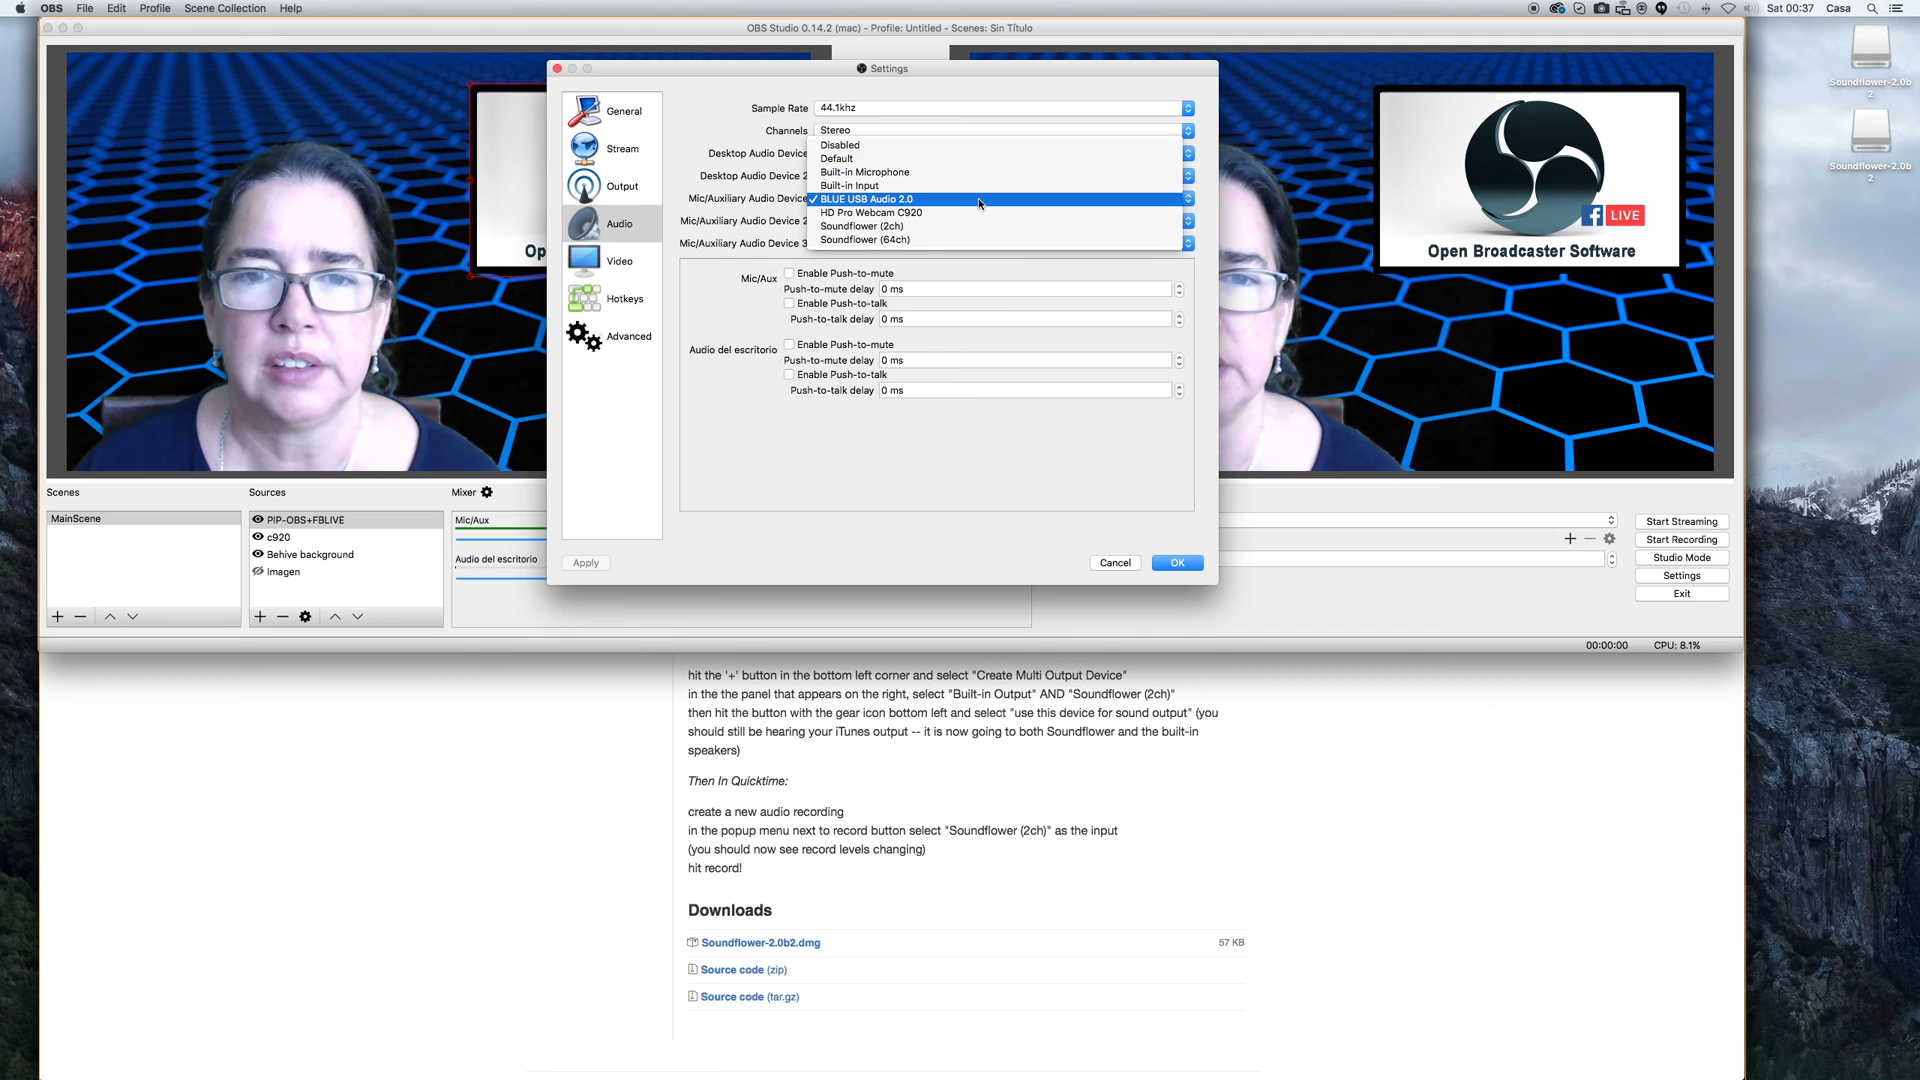 OBS File Edit Profile Scene Collection Help
Sat 00:37 Casa
OBS Studio 0.14.2 (mac) - Profile: Untitled - Scenes: Sin Título
Soundflower-2.0b
2
Soundflower-2.0b
2
Settings
General
Stream
Output
Audio
Video
Hotkeys
Advanced
Sample Rate 44.1khz
Channels Stereo
Desktop Audio Device
Desktop Audio Device 2
Mic/Auxiliary Audio Device
Mic/Auxiliary Audio Device 2
Mic/Auxiliary Audio Device 3
Disabled
Default
Built-in Microphone
Built-in Input
✓ BLUE USB Audio 2.0
HD Pro Webcam C920
Soundflower (2ch)
Soundflower (64ch)
Mic/Aux Enable Push-to-mute
Push-to-mute delay 0 ms
Enable Push-to-talk
Push-to-talk delay 0 ms
Audio del escritorio Enable Push-to-mute
Push-to-mute delay 0 ms
Enable Push-to-talk
Push-to-talk delay 0 ms
Apply Cancel OK
Op
f LIVE
Open Broadcaster Software
Scenes
MainScene
Sources
PIP-OBS+FBLIVE
c920
Behive background
Imagen
Mixer
Mic/Aux
Audio del escritorio
Start Streaming
Start Recording
Studio Mode
Settings
Exit
00:00:00 CPU: 8.1%
hit the '+' button in the bottom left corner and select "Create Multi Output Device"
in the the panel that appears on the right, select "Built-in Output" AND "Soundflower (2ch)"
then hit the button with the gear icon bottom left and select "use this device for sound output" (you
should still be hearing your iTunes output -- it is now going to both Soundflower and the built-in
speakers)
Then In Quicktime:
create a new audio recording
in the popup menu next to record button select "Soundflower (2ch)" as the input
(you should now see record levels changing)
hit record!
Downloads
Soundflower-2.0b2.dmg 57 KB
Source code (zip)
Source code (tar.gz)